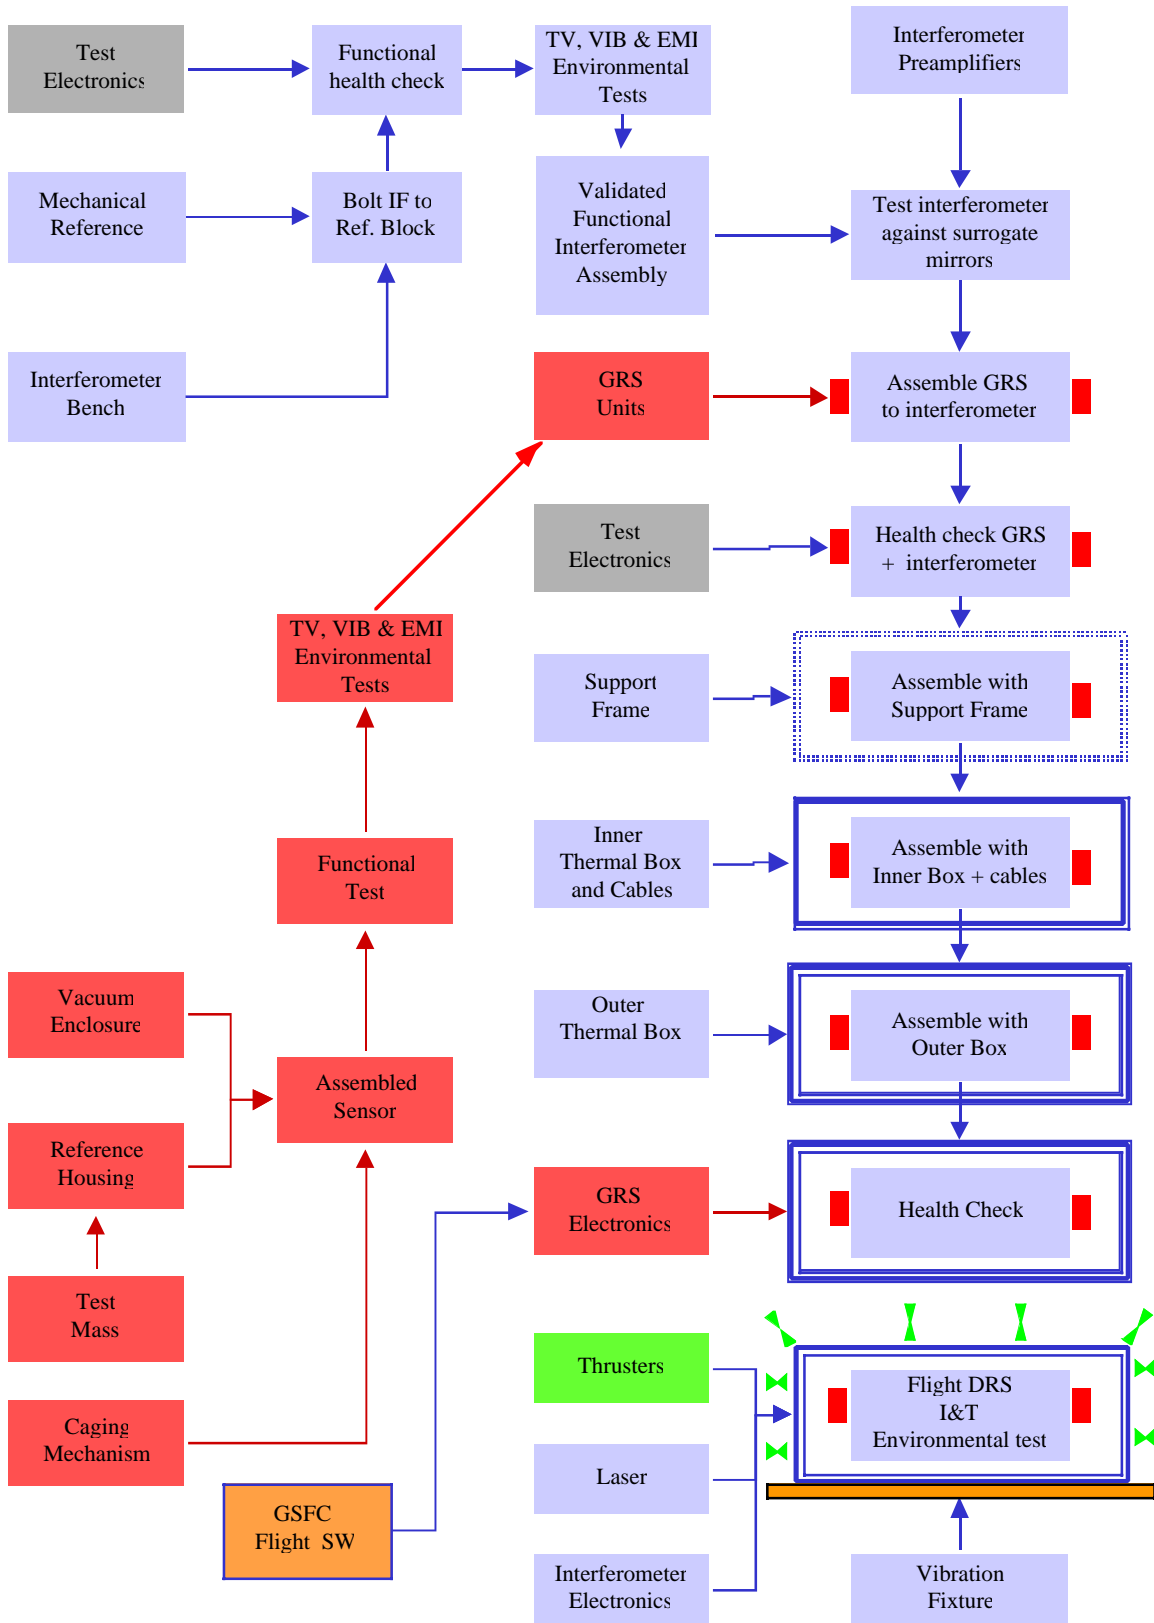 Test
Electronics
Functional
health check
TV, VIB & EMI
Environmental
Tests
Interferometer
Preamplifiers
Mechanical
Reference
Bolt IF to
Ref. Block
Validated
Functional
Interferometer
Assembly
Test interferometer
against surrogate
mirrors
Interferometer
Bench
GRS
Units
Assemble GRS
to interferometer
Test
Electronics
Health check GRS
+ interferometer
TV, VIB & EMI
Environmental
Tests
Support
Frame
Assemble with
Support Frame
Functional
Test
Inner
Thermal Box
and Cables
Assemble with
Inner Box + cables
Vacuum
Enclosure
Outer
Thermal Box
Assemble with
Outer Box
Assembled
Sensor
Reference
Housing
GRS
Electronics
Health Check
Test
Mass
Thrusters
Flight DRS
I&T
Environmental test
Caging
Mechanism
Laser
GSFC
Flight SW
Interferometer
Electronics
Vibration
Fixture